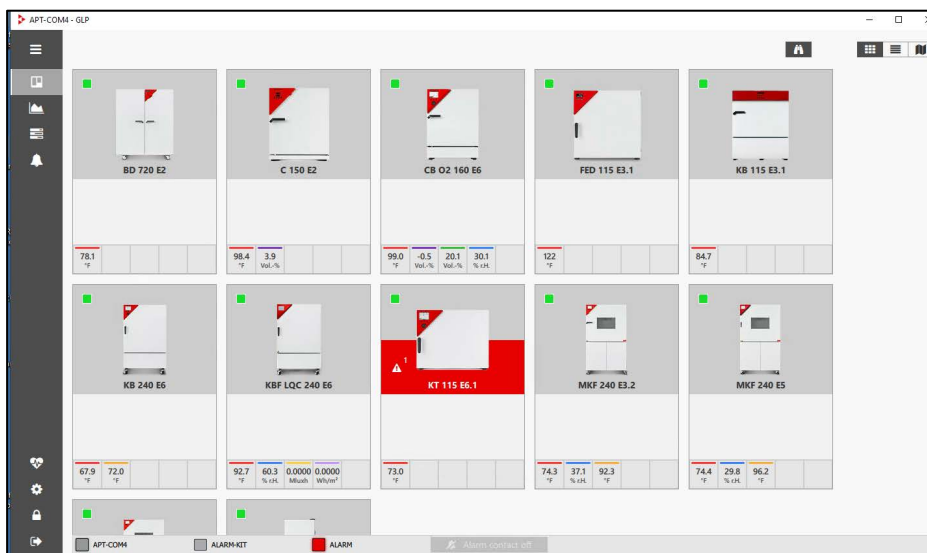 APT-COM4 - GLP
BD 720 E2
C 150 E2
CB O2 160 E6
FED 115 E3.1
KB 115 E3.1
78.1
°F
98.4 3.9
°F Vol.-%
99.0 -0.5 20.1 30.1
°F Vol.-% Vol.-% % r.H.
122
°F
84.7
°F
KB 240 E6
KBF LQC 240 E6
1
KT 115 E6.1
MKF 240 E3.2
MKF 240 E5
67.9 72.0
°F °F
92.7 60.3 0.0000 0.0000
°F % r.H. Mluxh Wh/m²
73.0
°F
74.3 37.1 92.3
°F % r.H. °F
74.4 29.8 96.2
°F % r.H. °F
APT-COM4
ALARM-KIT
ALARM
Alarm contact off